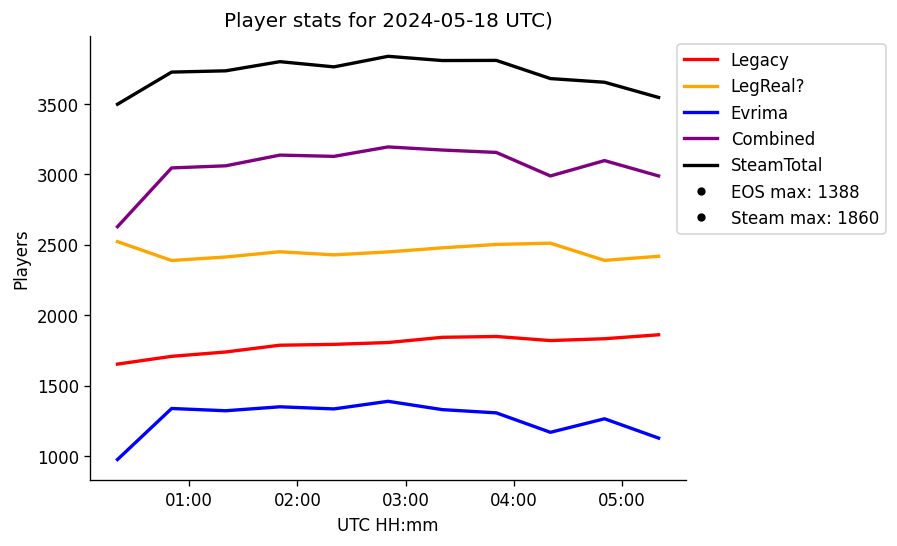 Player stats for 2024-05-18 UTC)
Legacy
LegReal?
Evrima
Combined
SteamTotal
EOS max: 1388
Steam max: 1860
Players
3500
3000
2500
2000
1500
1000
01:00 02:00 03:00 04:00 05:00
UTC HH:mm